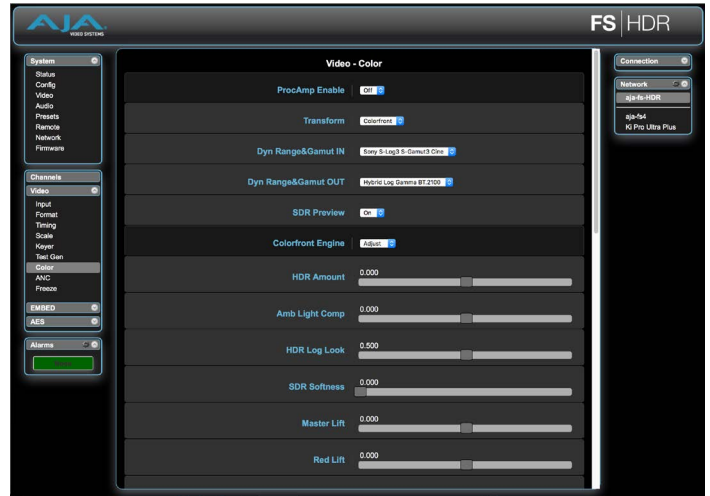 AJA
VIDEO SYSTEMS
FS HDR
System
Status
Config
Video
Audio
Presets
Remote
Network
Firmware
Channels
Video
Input
Format
Timing
Scale
Keyer
Test Gen
Color
ANC
Freeze
EMBED
AES
Alarms
Video - Color
ProcAmp Enable Off
Transform Colorfront
Dyn Range&Gamut IN Sony S-Log3 S-Gamut3 Cine
Dyn Range&Gamut OUT Hybrid Log Gamma BT.2100
SDR Preview On
Colorfront Engine Adjust
HDR Amount 0.000
Amb Light Comp 0.000
HDR Log Look 0.500
SDR Softness 0.000
Master Lift 0.000
Red Lift 0.000
Connection
Network
aja-fs-HDR
aja-fs4
Ki Pro Ultra Plus